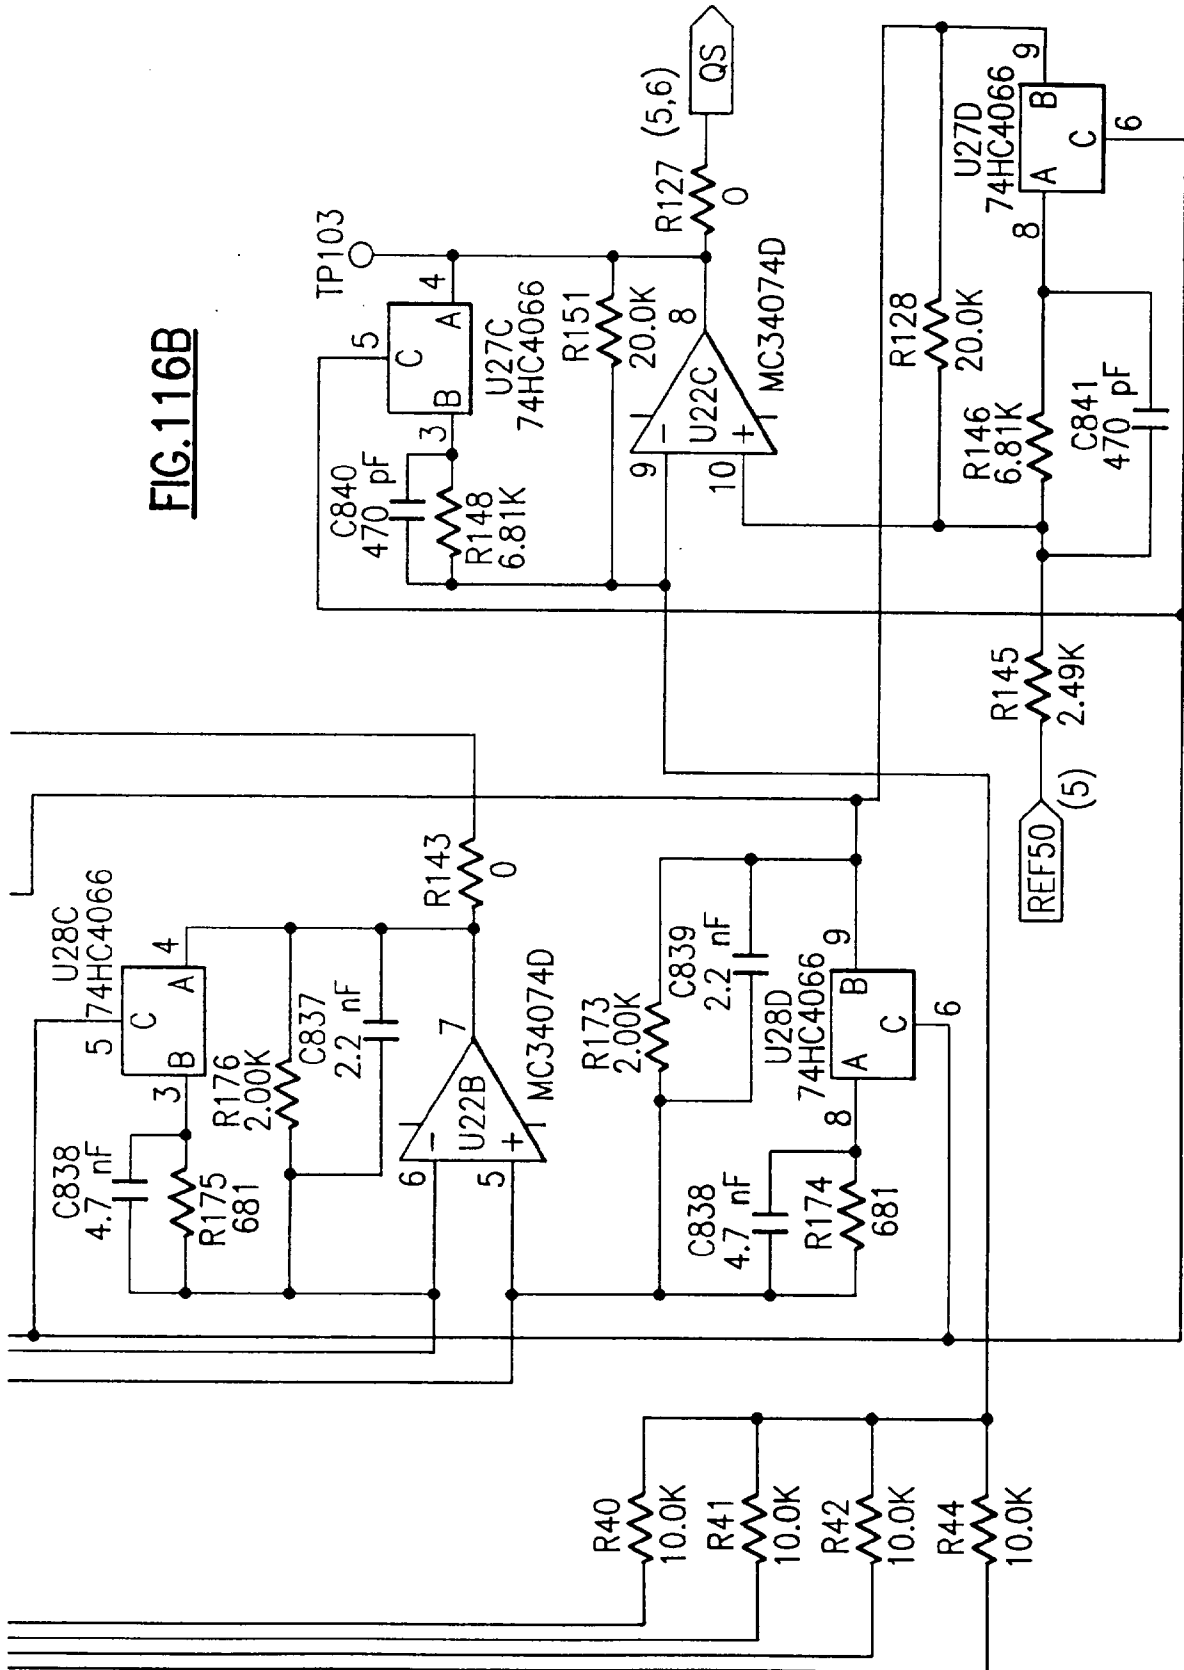 FIG.116B
TP103
5
C
4
A
B
3
U27C
74HC4066
C840
470 pF
R148
6.81K
R151
20.0K
9
−
U22C
8
+
10
MC34074D
R127
0
(5,6)
QS
U28C
74HC4066
5
C
4
A
B
3
C838
4.7 nF
R175
681
R176
2.00K
C837
2.2 nF
6
−
U22B
7
+
5
MC34074D
R143
0
R173
2.00K
C839
2.2 nF
U28D
74HC4066
9
B
C
6
A
8
C838
4.7 nF
R174
681
R128
20.0K
U27D
74HC4066
9
B
C
6
A
8
R146
6.81K
C841
470 pF
R145
2.49K
REF50
(5)
R40
10.0K
R41
10.0K
R42
10.0K
R44
10.0K